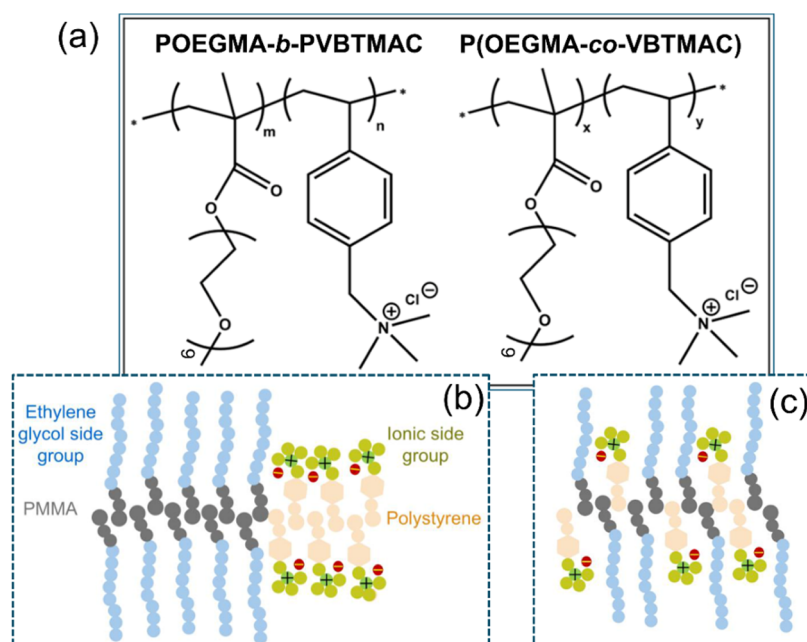 (a)
POEGMA-b-PVBTMAC
P(OEGMA-co-VBTMAC)
*
m
n
*
O
O
O
9
N
+
Cl
−
*
x
y
*
O
O
O
9
N
+
Cl
−
(b)
Ethylene
glycol side
group
Ionic side
group
PMMA
Polystyrene
(c)